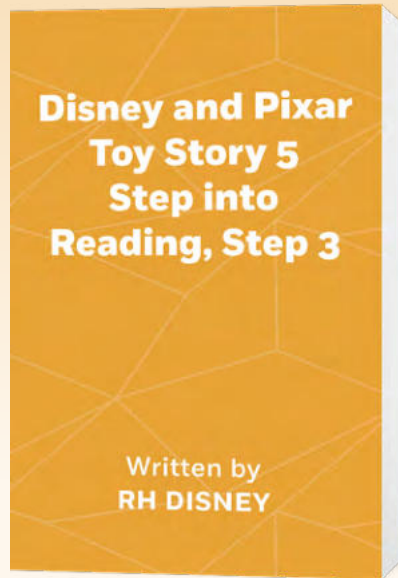 Disney and Pixar
Toy Story 5
Step into
Reading, Step 3
Written by
RH DISNEY